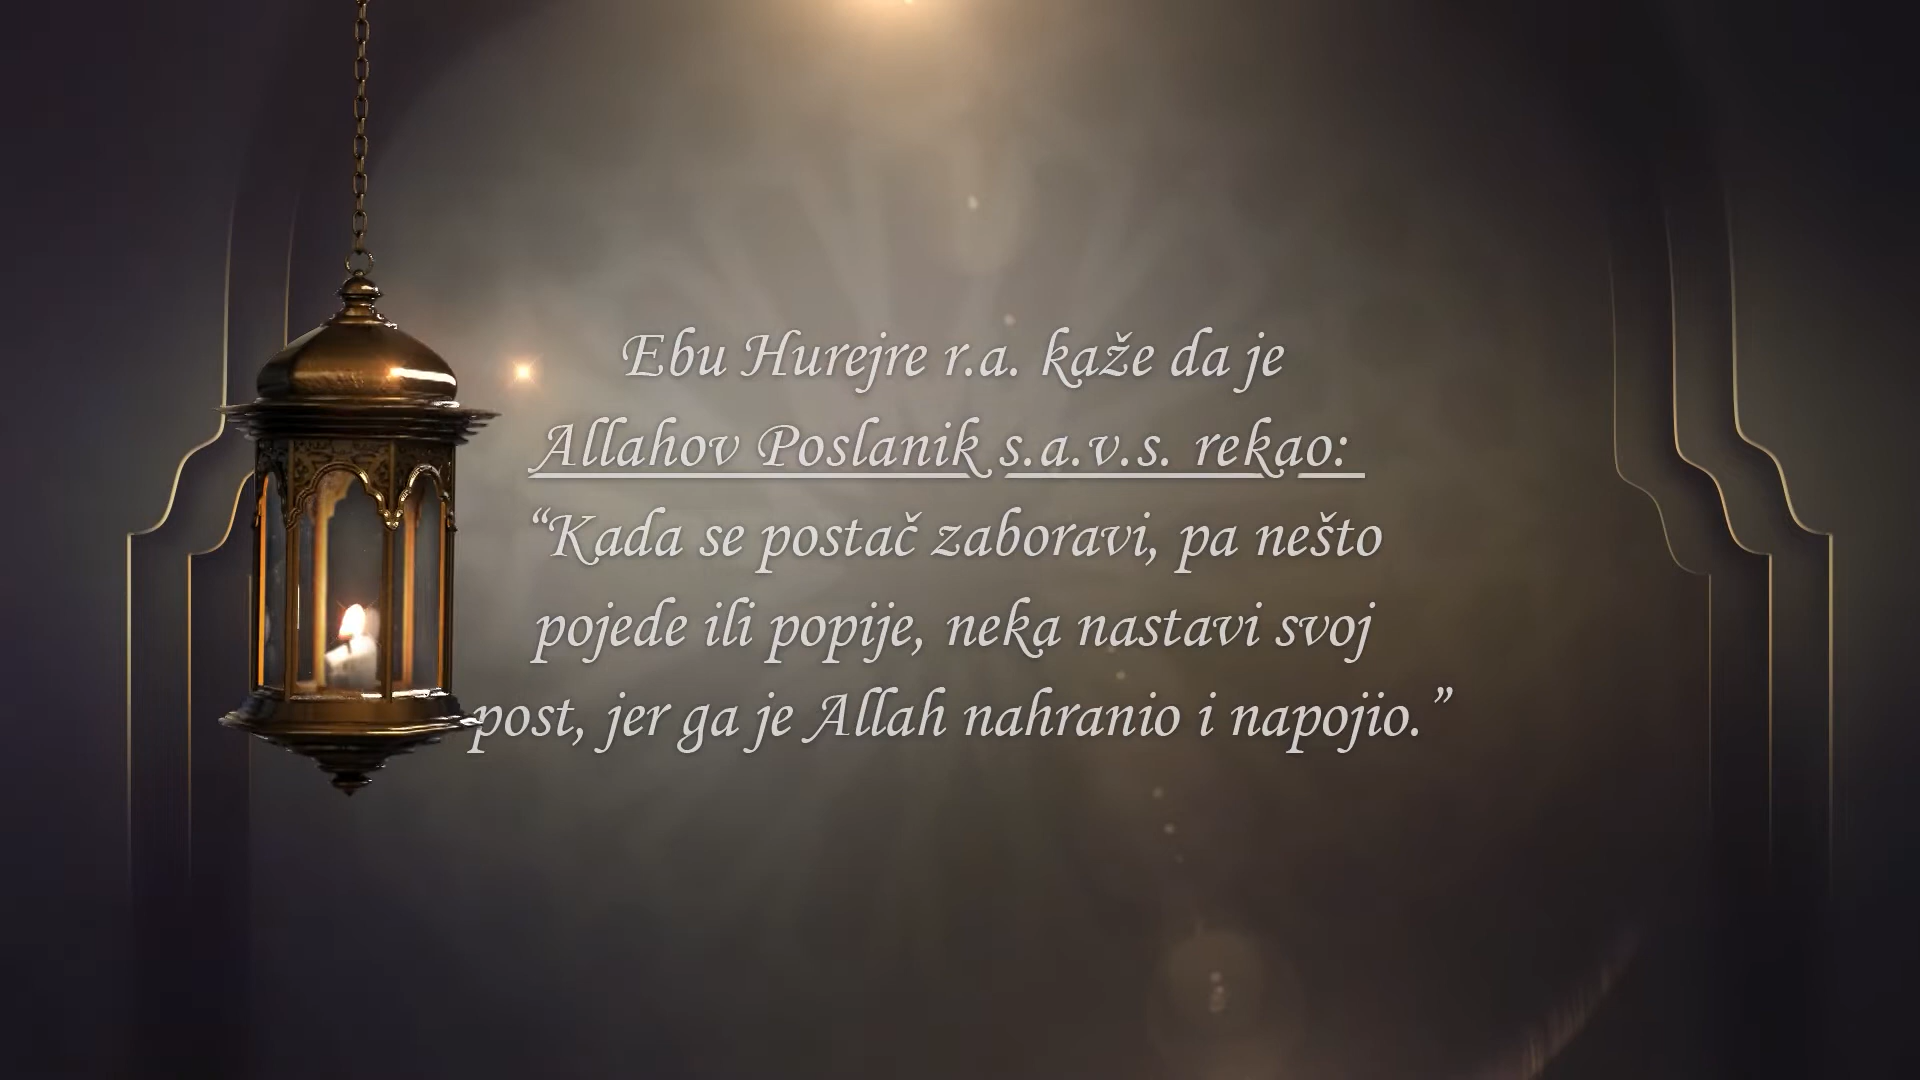 Ebu Hurejre r.a. kaže da je
Allahov Poslanik s.a.v.s. rekao:
“Kada se postač zaboravi, pa nešto
pojede ili popije, neka nastavi svoj
post, jer ga je Allah nahranio i napojio.”